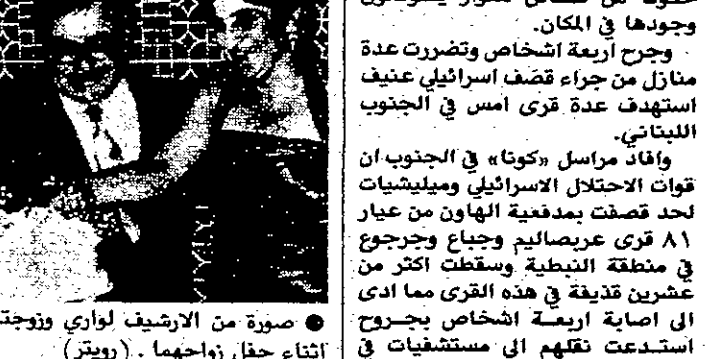 وجودها في المكان.
وجرح اربعة اشخاص وتضررت عدة
منازل من جراء قصف اسرائيلي عنيف
استهدف عدة قرى امس في الجنوب
اللبناني.
وافاد مراسل «كونا» في الجنوب ان
قوات الاحتلال الاسرائيلي وميليشيات
لحد قصفت بمدفعية الهاون من عيار
٨١ قرى عربصاليم وجباع وجرجوع
في منطقة النبطية وسقطت اكثر من
عشرين قذيفة في هذه القرى مما ادى
الى اصابة اربعة اشخاص بجروح
استدعت نقلهم الى مستشفيات في
● صورة من الارشيف لواري وزوجتـ
اثناء حفل زواجهما . (رويتر)